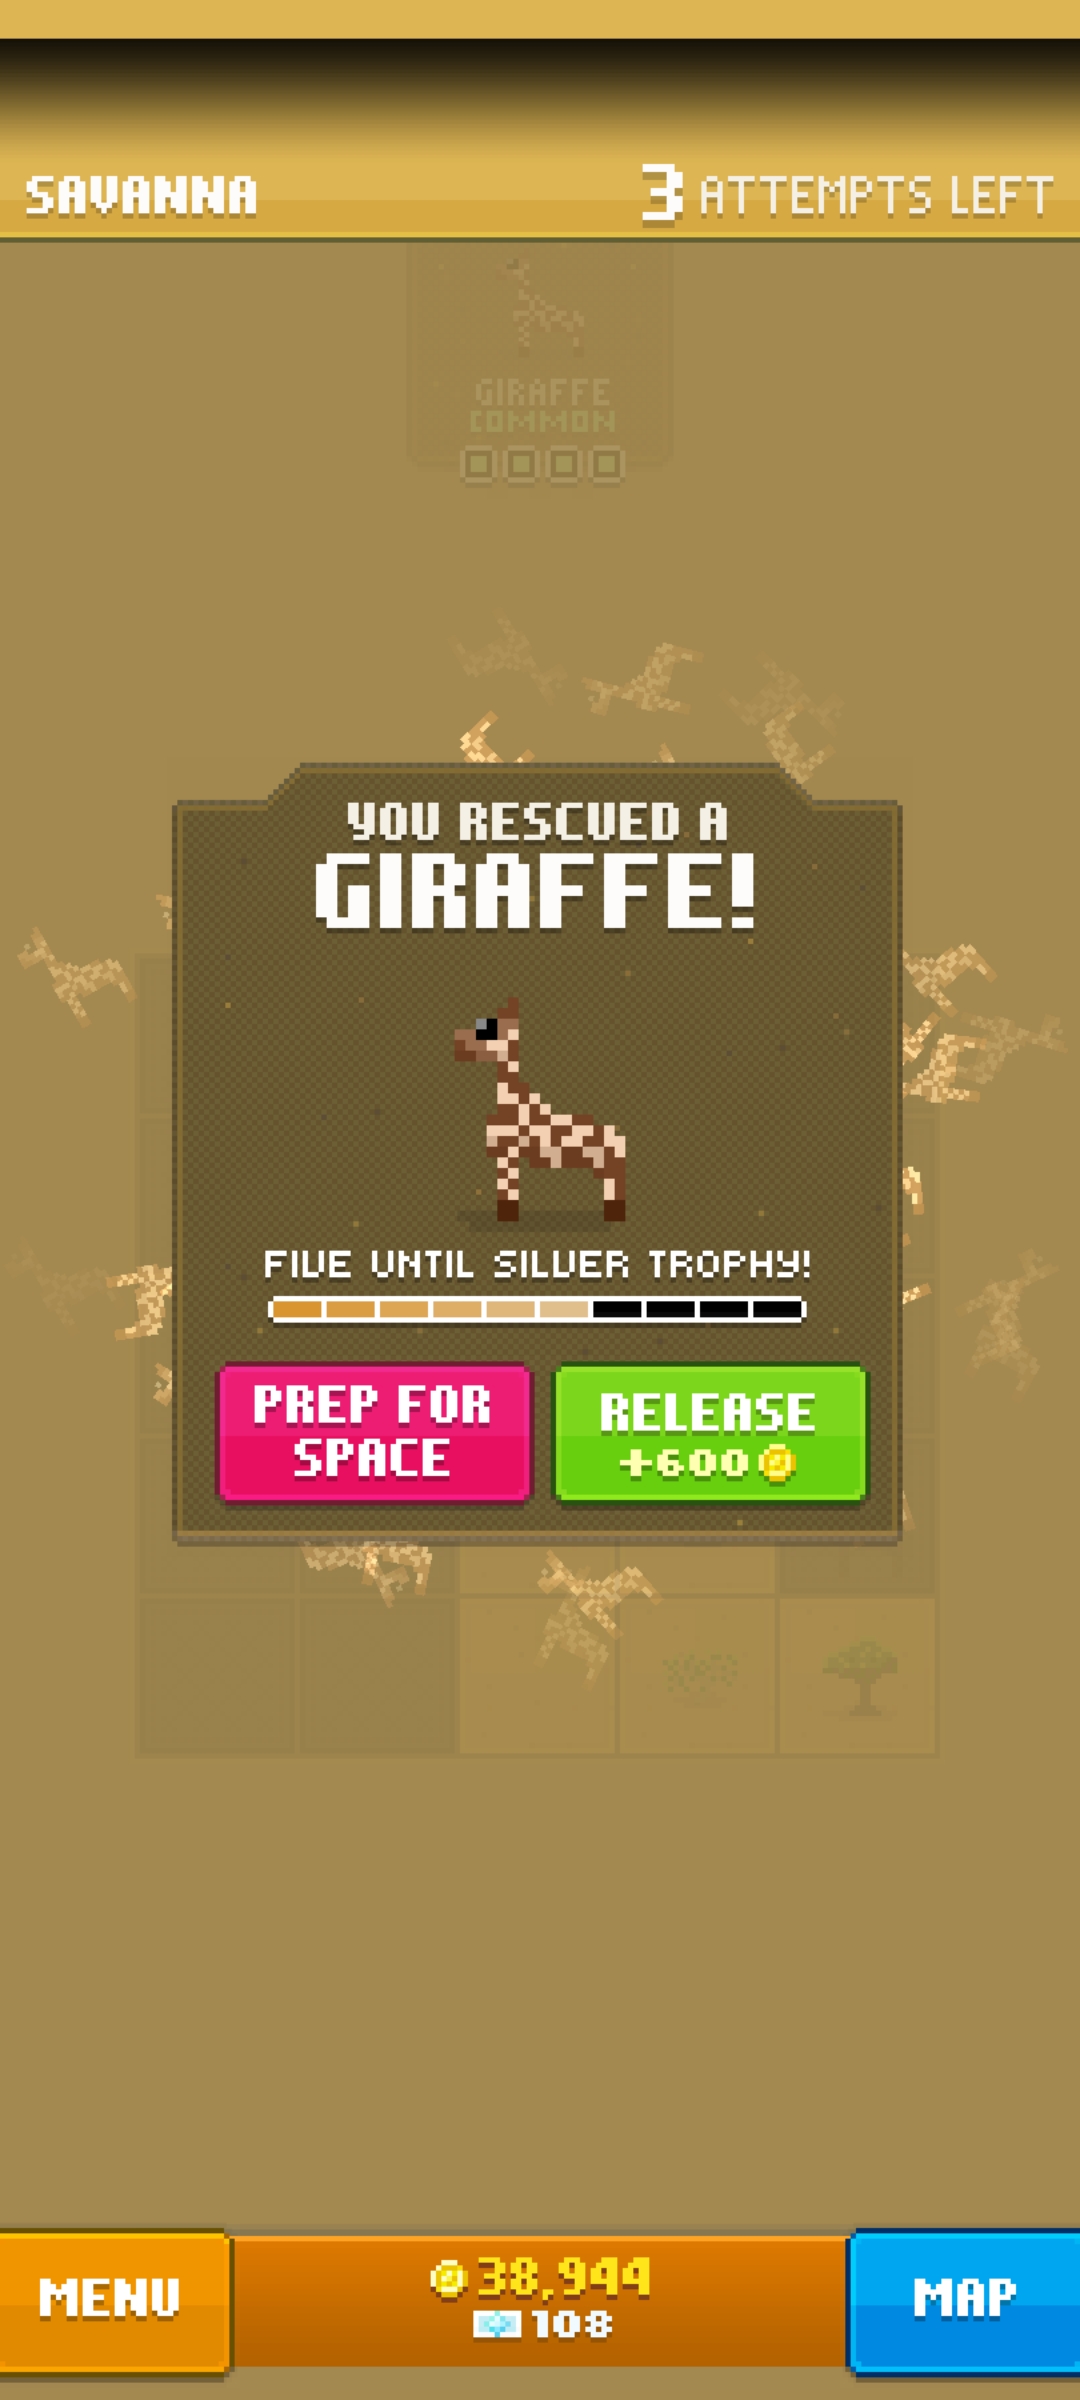 SAVANNA
3 ATTEMPTS LEFT
GIRAFFE
COMMON
YOU RESCUED A
GIRAFFE!
FIVE UNTIL SILVER TROPHY!
PREP FOR
SPACE
RELEASE
+600
MENU
38,944
108
MAP